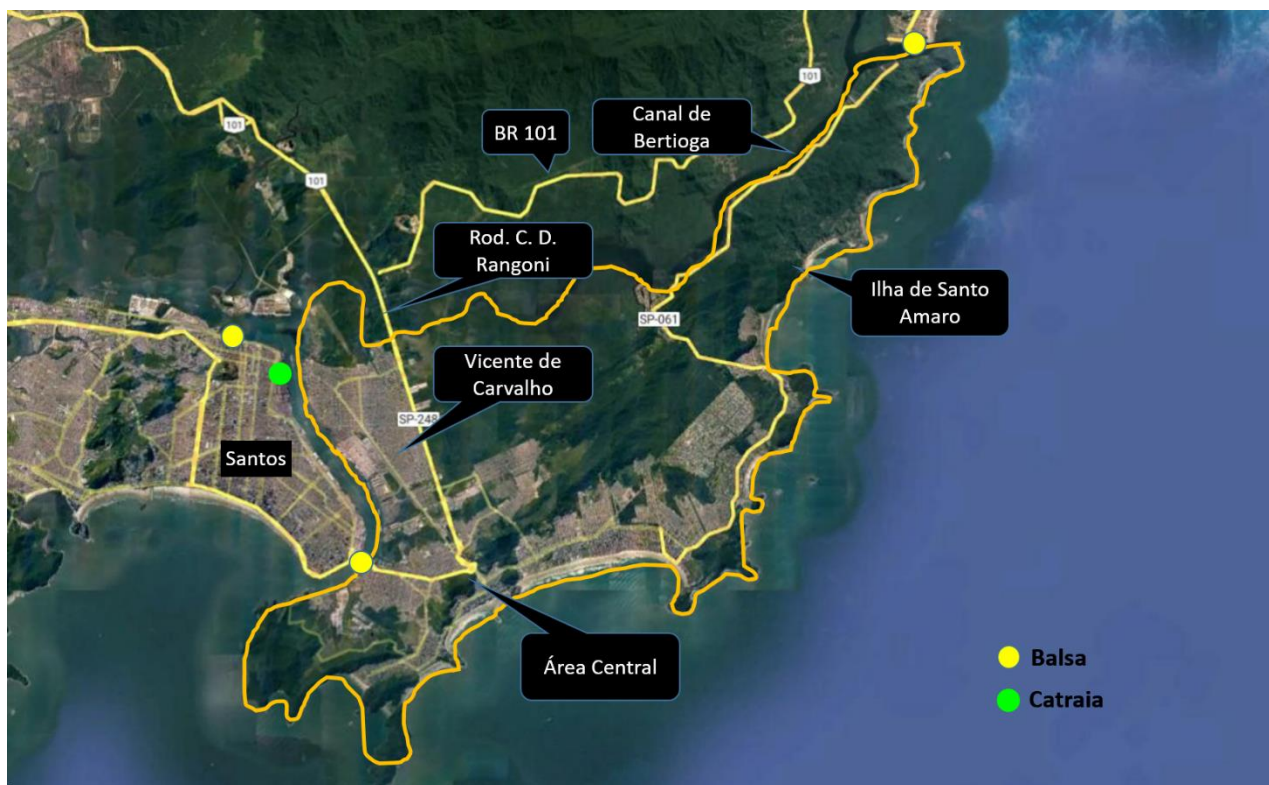 101
101
101
BR 101
Canal de
Bertioga
Rod. C. D.
Rangoni
Ilha de Santo
Amaro
SP-061
Vicente de
Carvalho
SP-248
Santos
Área Central
Balsa
Catraia